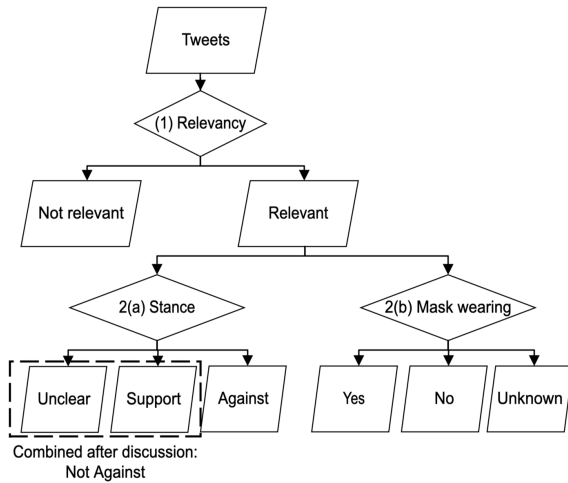 Tweets
(1) Relevancy
Not relevant
Relevant
2(a) Stance
2(b) Mask wearing
Unclear
Support
Against
Yes
No
Unknown
Combined after discussion:
Not Against